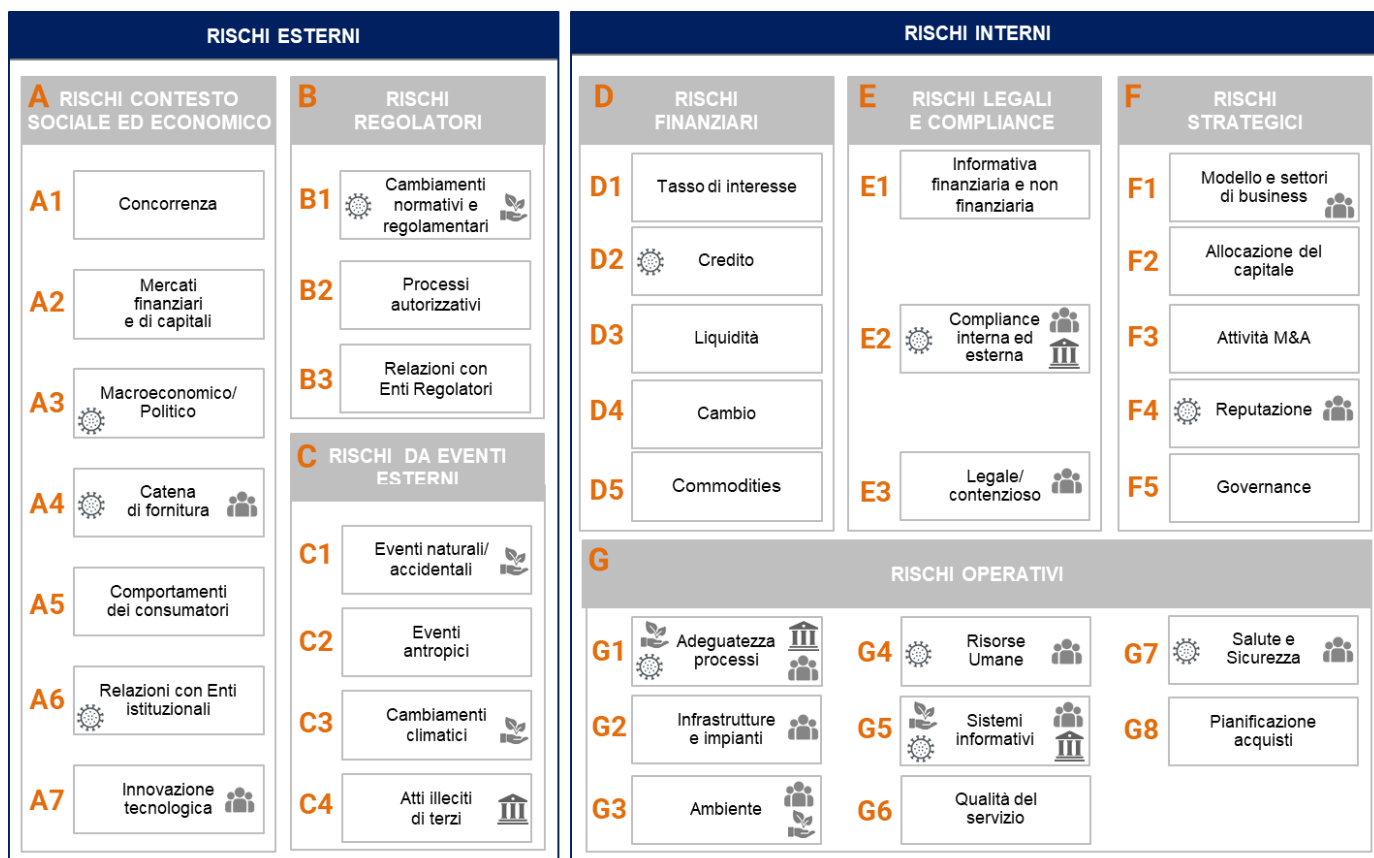 RISCHI ESTERNI
A RISCHI CONTESTO
SOCIALE ED ECONOMICO
A1
Concorrenza
A2
Mercati
finanziari
e di capitali
A3
Macroeconomico/
Politico
A4
Catena
di fornitura
A5
Comportamenti
dei consumatori
A6
Relazioni con Enti
istituzionali
A7
Innovazione
tecnologica
B RISCHI
REGOLATORI
B1
Cambiamenti
normativi e
regolamentari
B2
Processi
autorizzativi
B3
Relazioni con
Enti Regolatori
C RISCHI DA EVENTI
ESTERNI
C1
Eventi naturali/
accidentali
C2
Eventi
antropici
C3
Cambiamenti
climatici
C4
Atti illeciti
di terzi
RISCHI INTERNI
D RISCHI
FINANZIARI
D1
Tasso di interesse
D2
Credito
D3
Liquidità
D4
Cambio
D5
Commodities
E RISCHI LEGALI
E COMPLIANCE
E1
Informativa
finanziaria e non
finanziaria
E2
Compliance
interna ed
esterna
E3
Legale/
contenzioso
F RISCHI
STRATEGICI
F1
Modello e settori
di business
F2
Allocazione del
capitale
F3
Attività M&A
F4
Reputazione
F5
Governance
G
RISCHI OPERATIVI
G1
Adeguatezza
processi
G2
Infrastrutture
e impianti
G3
Ambiente
G4
Risorse
Umane
G5
Sistemi
informativi
G6
Qualità del
servizio
G7
Salute e
Sicurezza
G8
Pianificazione
acquisti